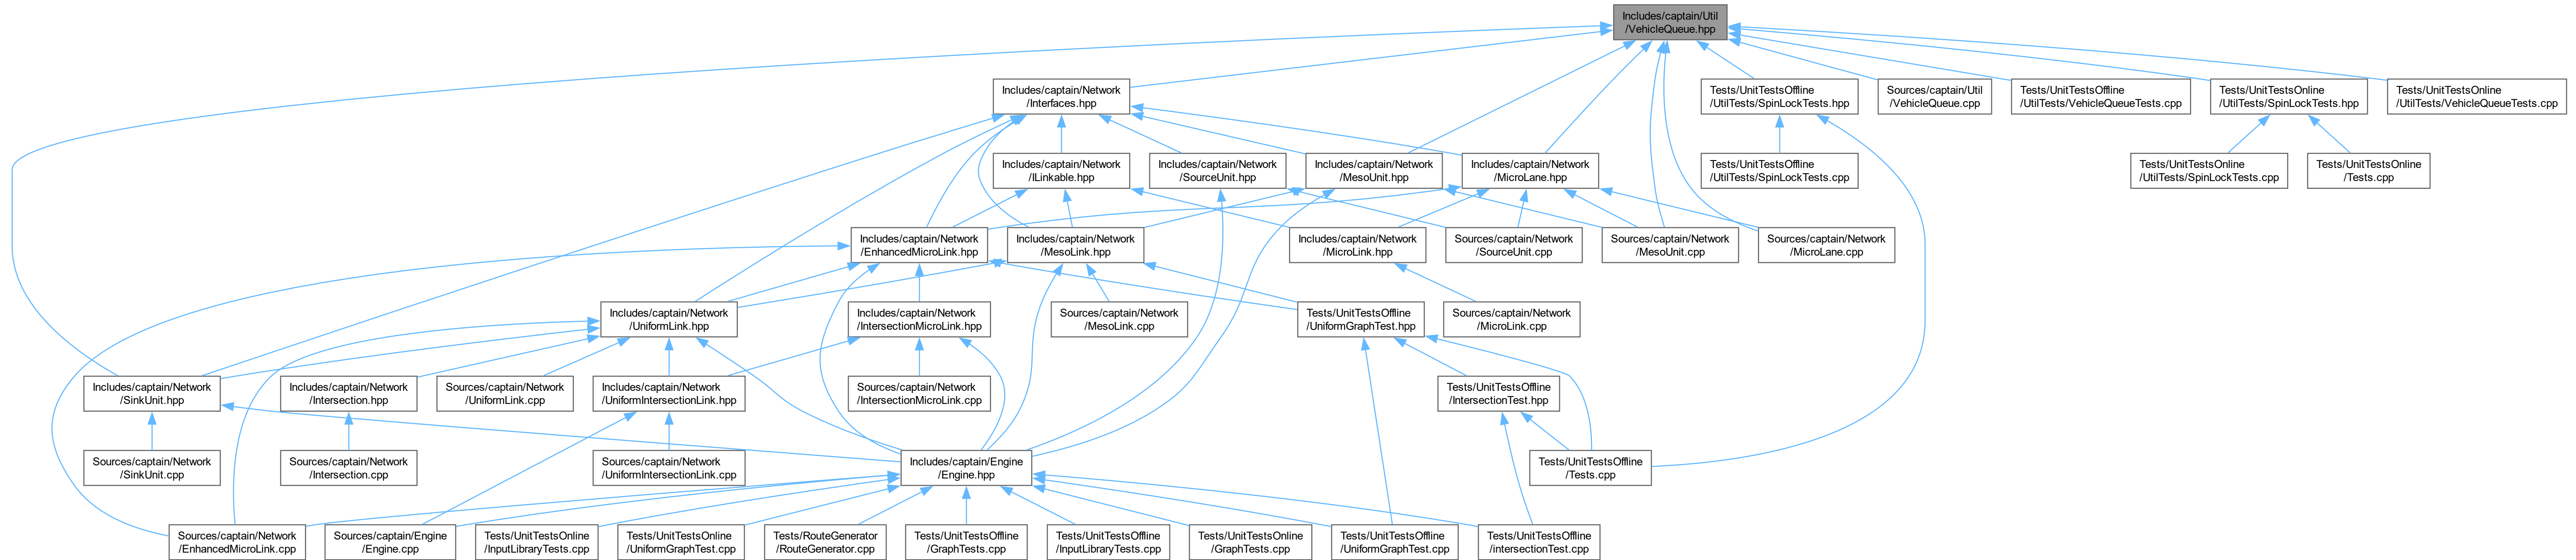 Includes/captain/Util
/VehicleQueue.hpp
Includes/captain/Network
/Interfaces.hpp
Tests/UnitTestsOffline
/UtilTests/SpinLockTests.hpp
Sources/captain/Util
/VehicleQueue.cpp
Tests/UnitTestsOffline
/UtilTests/VehicleQueueTests.cpp
Tests/UnitTestsOnline
/UtilTests/SpinLockTests.hpp
Tests/UnitTestsOnline
/UtilTests/VehicleQueueTests.cpp
Includes/captain/Network
/ILinkable.hpp
Includes/captain/Network
/SourceUnit.hpp
Includes/captain/Network
/MesoUnit.hpp
Includes/captain/Network
/MicroLane.hpp
Tests/UnitTestsOffline
/UtilTests/SpinLockTests.cpp
Tests/UnitTestsOnline
/UtilTests/SpinLockTests.cpp
Tests/UnitTestsOnline
/Tests.cpp
Includes/captain/Network
/EnhancedMicroLink.hpp
Includes/captain/Network
/MesoLink.hpp
Includes/captain/Network
/MicroLink.hpp
Sources/captain/Network
/SourceUnit.cpp
Sources/captain/Network
/MesoUnit.cpp
Sources/captain/Network
/MicroLane.cpp
Includes/captain/Network
/UniformLink.hpp
Includes/captain/Network
/IntersectionMicroLink.hpp
Sources/captain/Network
/MesoLink.cpp
Tests/UnitTestsOffline
/UniformGraphTest.hpp
Sources/captain/Network
/MicroLink.cpp
Includes/captain/Network
/SinkUnit.hpp
Includes/captain/Network
/Intersection.hpp
Sources/captain/Network
/UniformLink.cpp
Includes/captain/Network
/UniformIntersectionLink.hpp
Sources/captain/Network
/IntersectionMicroLink.cpp
Tests/UnitTestsOffline
/IntersectionTest.hpp
Sources/captain/Network
/SinkUnit.cpp
Sources/captain/Network
/Intersection.cpp
Sources/captain/Network
/UniformIntersectionLink.cpp
Includes/captain/Engine
/Engine.hpp
Tests/UnitTestsOffline
/Tests.cpp
Sources/captain/Network
/EnhancedMicroLink.cpp
Sources/captain/Engine
/Engine.cpp
Tests/UnitTestsOnline
/InputLibraryTests.cpp
Tests/UnitTestsOnline
/UniformGraphTest.cpp
Tests/RouteGenerator
/RouteGenerator.cpp
Tests/UnitTestsOffline
/GraphTests.cpp
Tests/UnitTestsOffline
/InputLibraryTests.cpp
Tests/UnitTestsOnline
/GraphTests.cpp
Tests/UnitTestsOffline
/UniformGraphTest.cpp
Tests/UnitTestsOffline
/intersectionTest.cpp